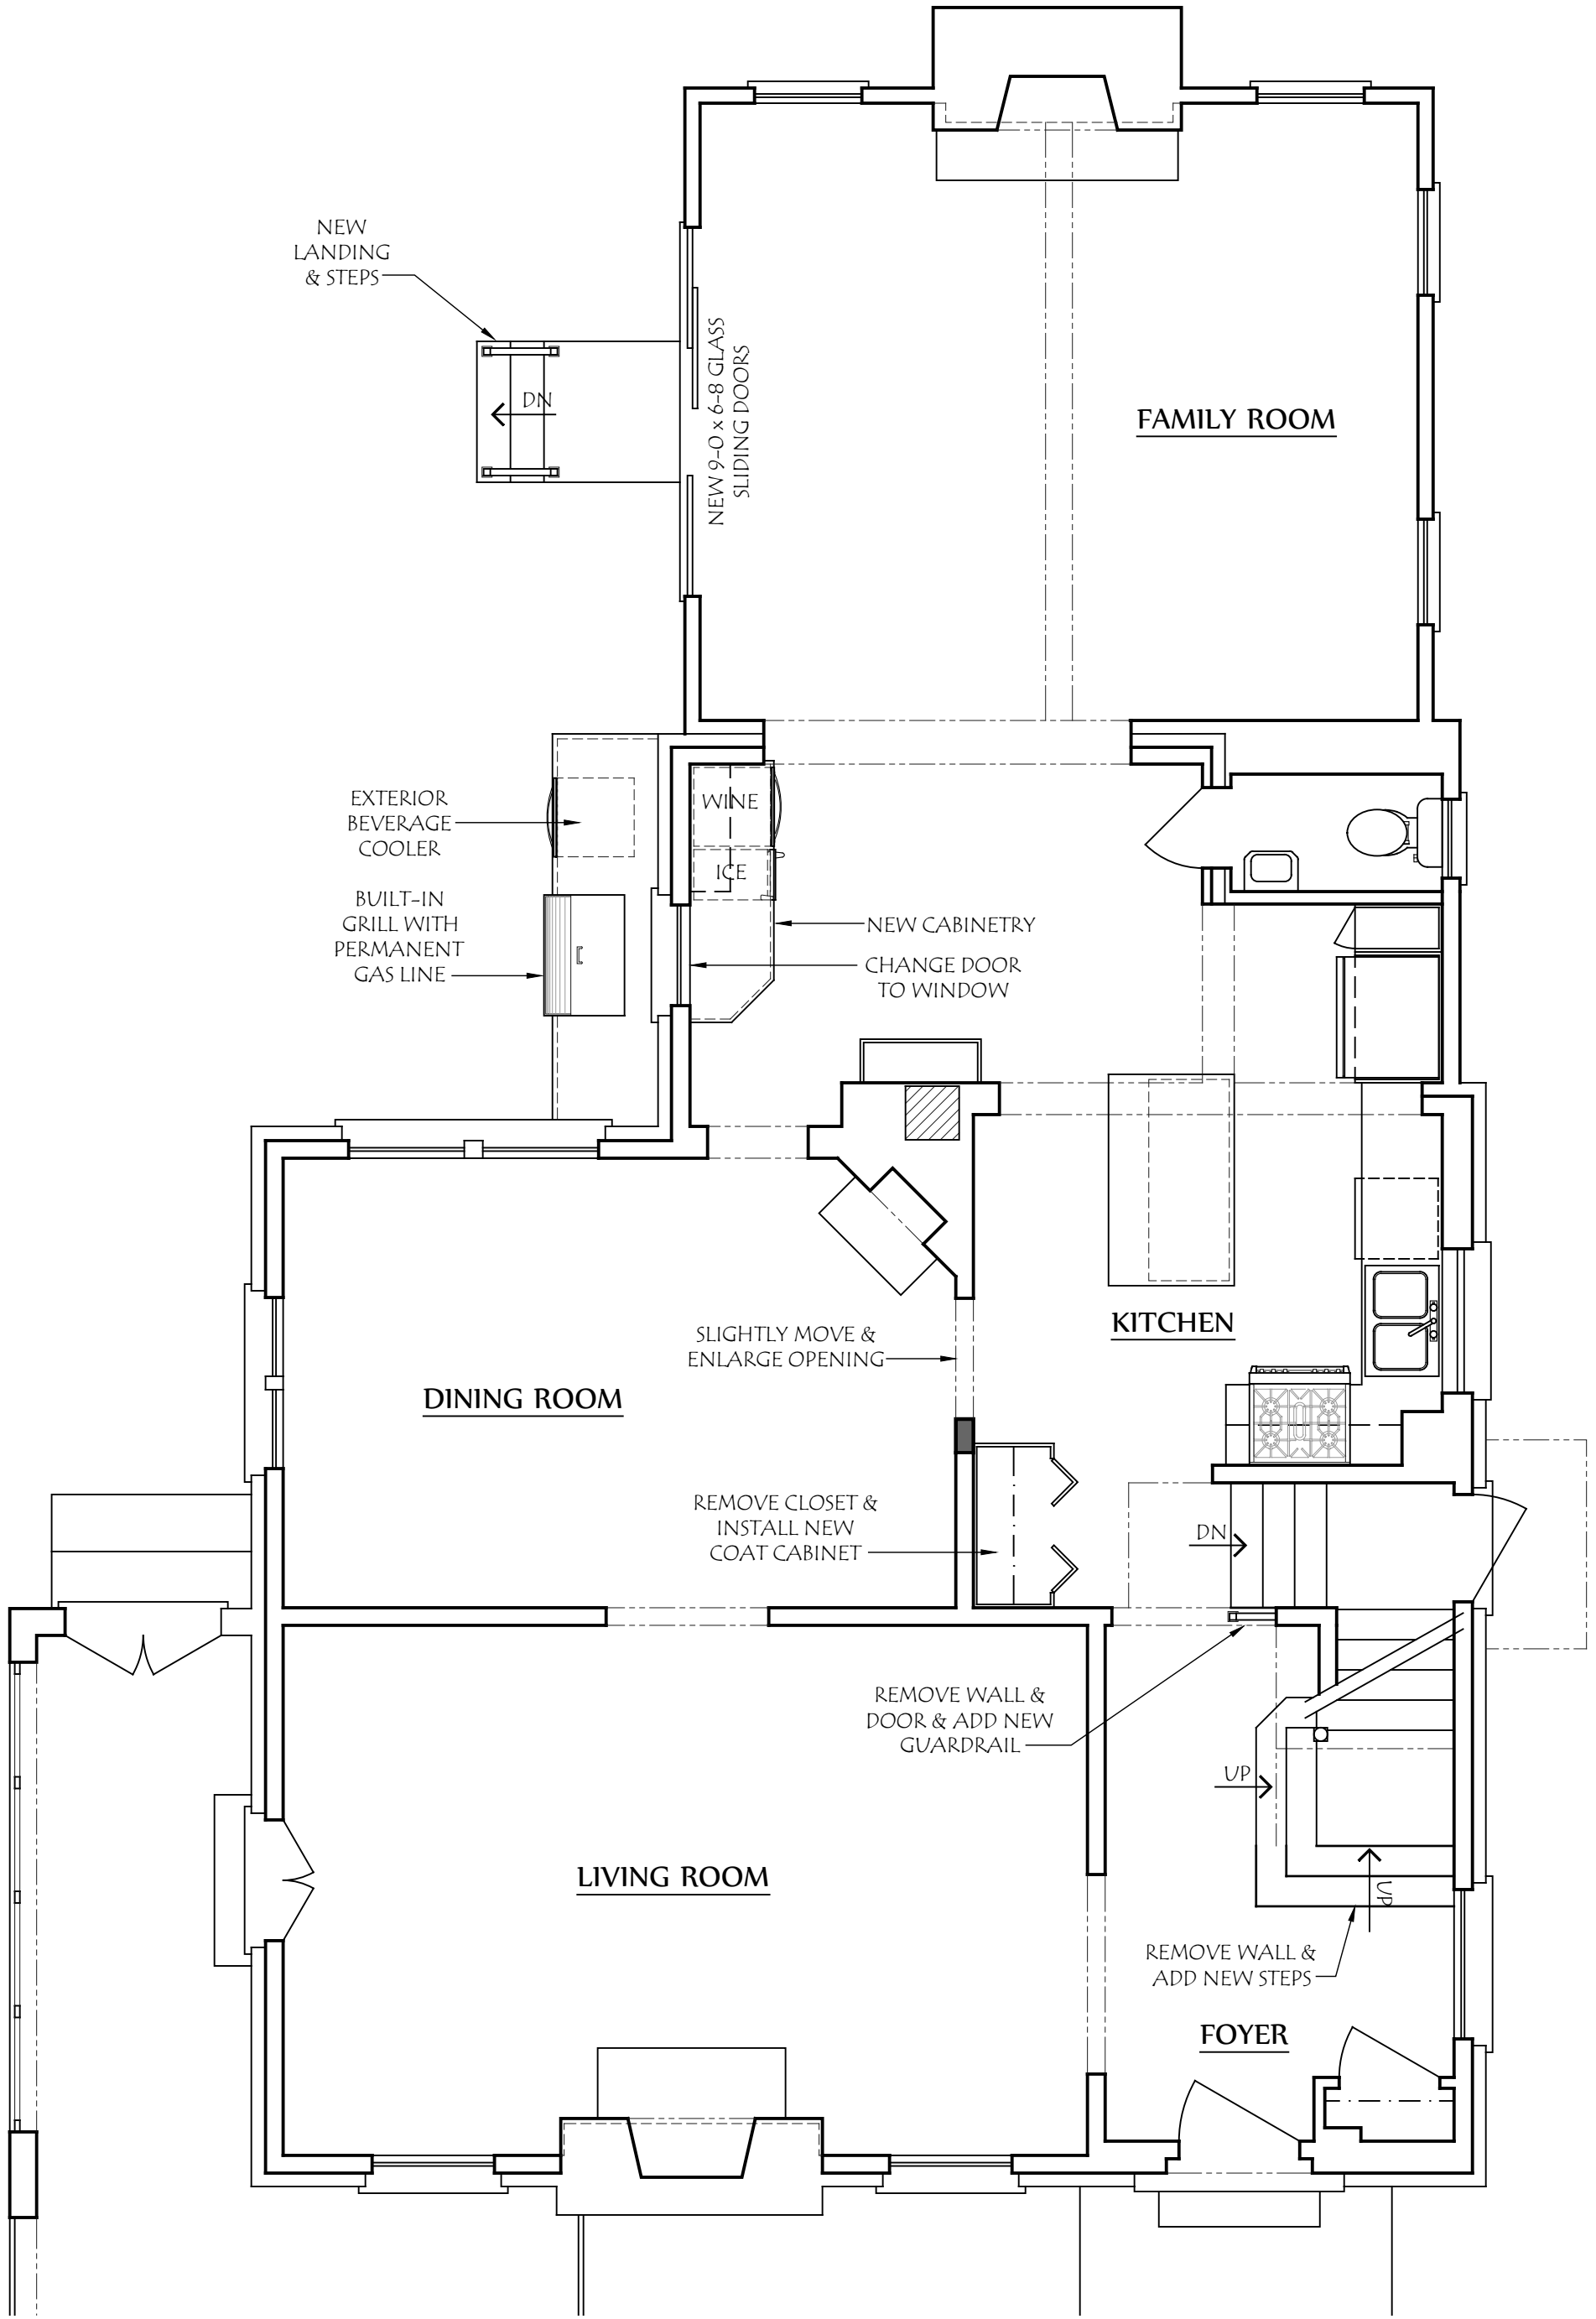 NEW
LANDING
& STEPS
DN
NEW 9-0 x 6-8 GLASS
SLIDING DOORS
FAMILY ROOM
EXTERIOR
BEVERAGE
COOLER
WINE
ICE
BUILT-IN
GRILL WITH
PERMANENT
GAS LINE
NEW CABINETRY
CHANGE DOOR
TO WINDOW
SLIGHTLY MOVE &
ENLARGE OPENING
KITCHEN
DINING ROOM
REMOVE CLOSET &
INSTALL NEW
COAT CABINET
DN
REMOVE WALL &
DOOR & ADD NEW
GUARDRAIL
UP
LIVING ROOM
UP
REMOVE WALL &
ADD NEW STEPS
FOYER